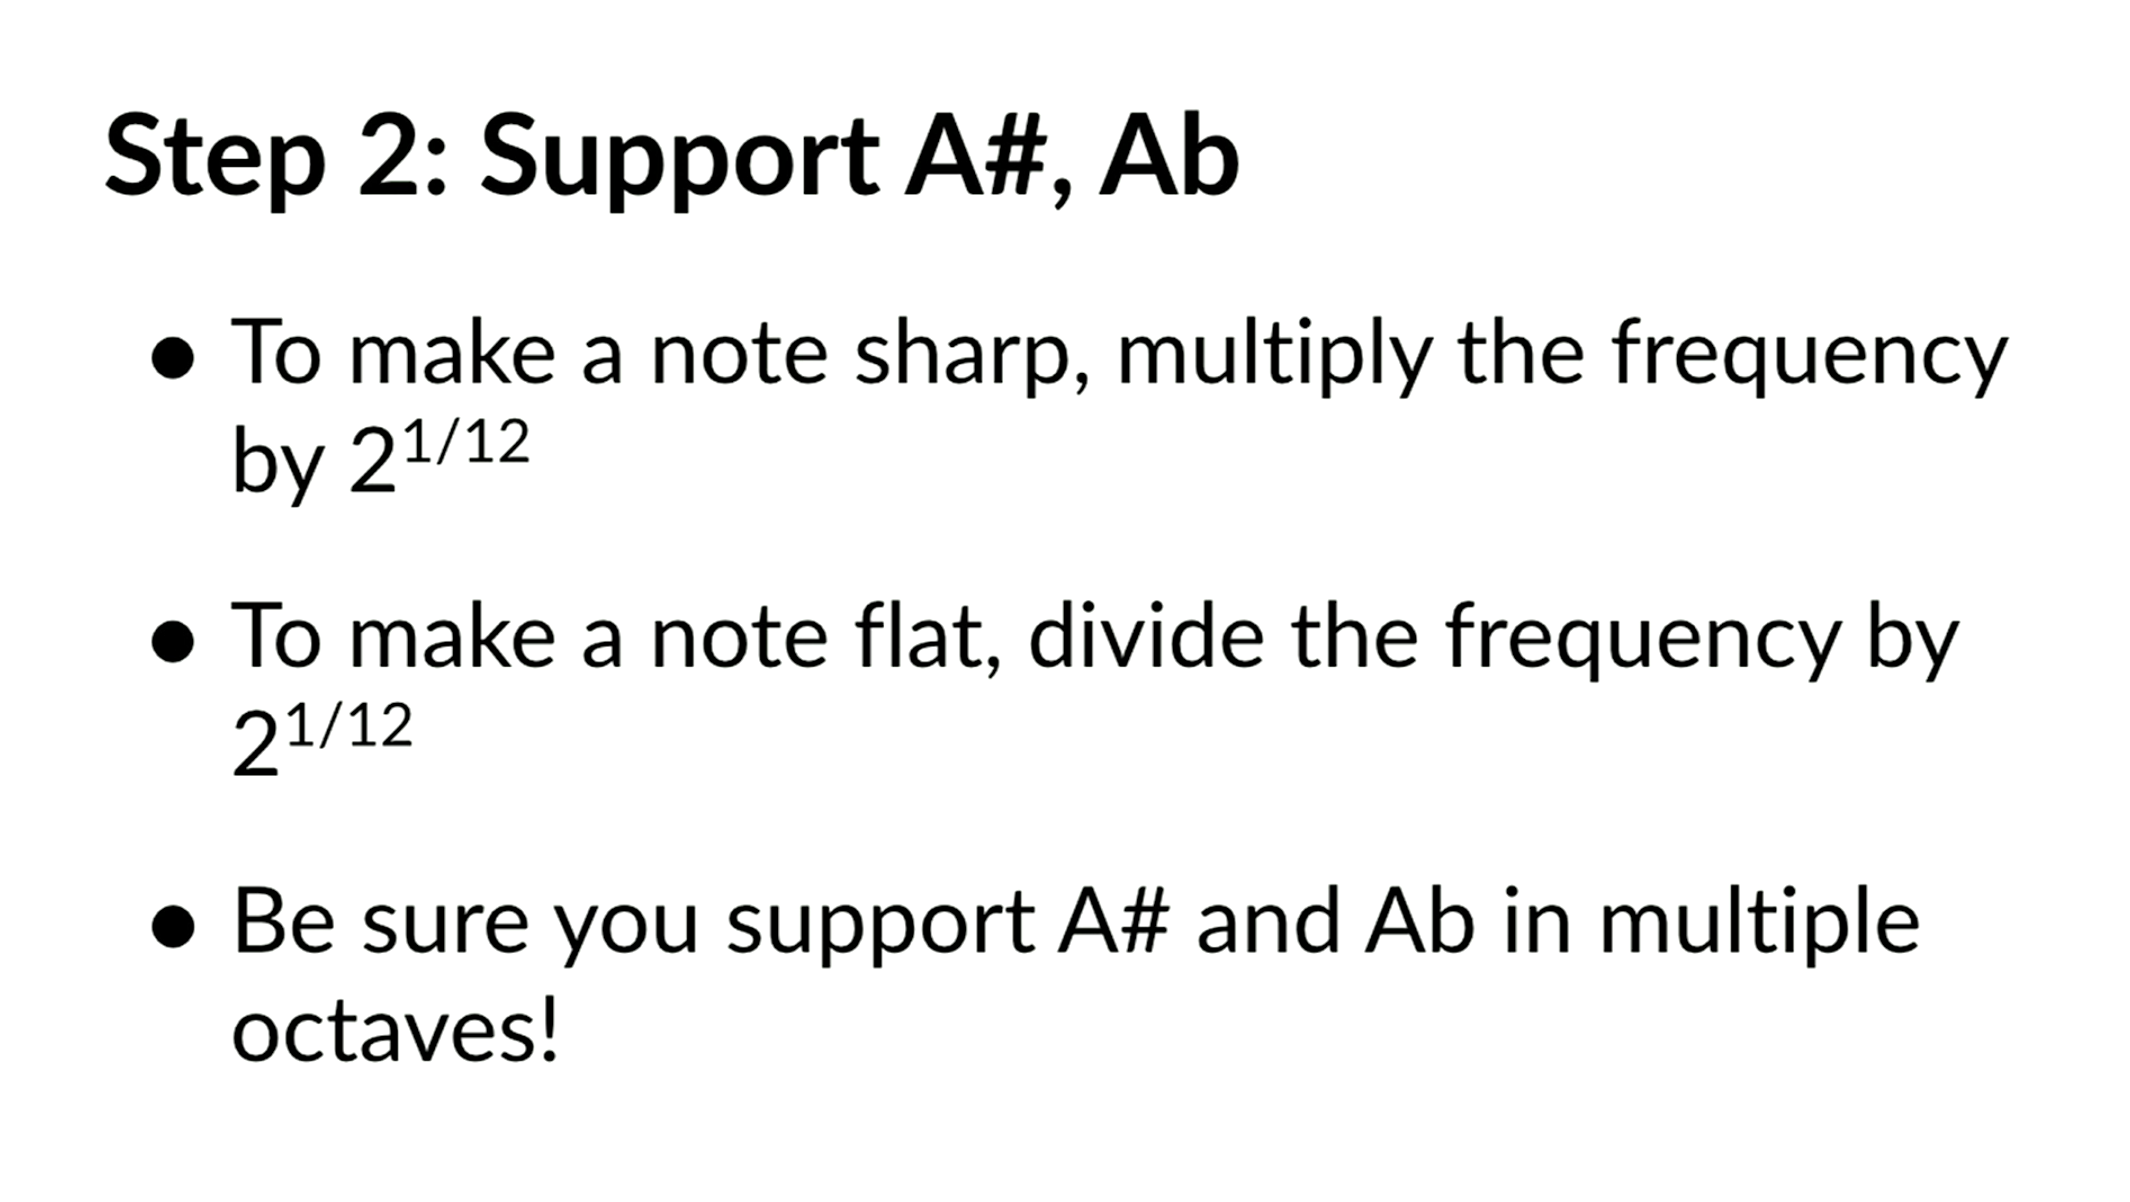 Step 2: Support A#, Ab
● To make a note sharp, multiply the frequency
by 2^1/12
● To make a note flat, divide the frequency by
2^1/12
● Be sure you support A# and Ab in multiple
octaves!